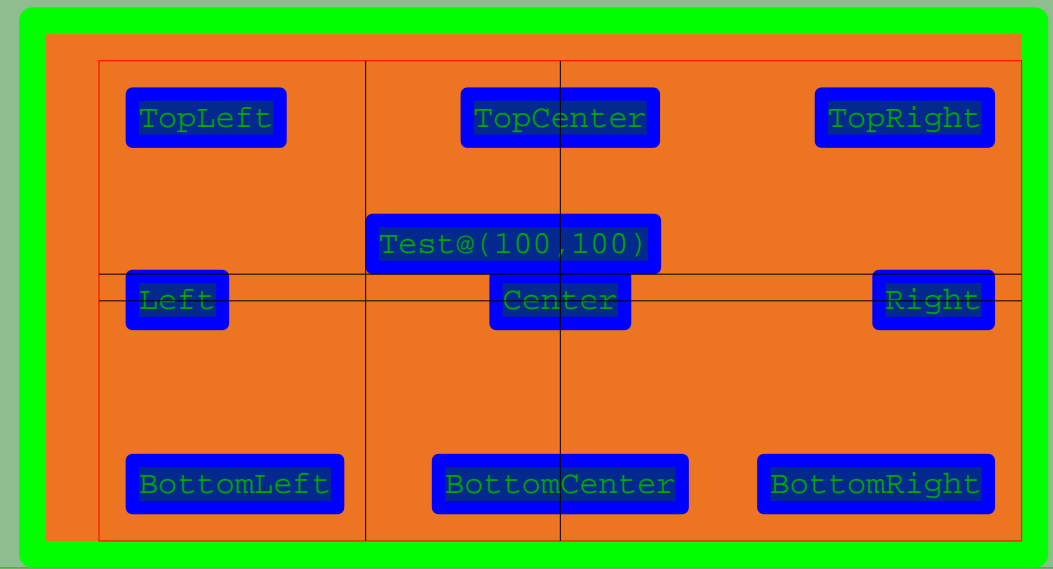 TopLeft TopCenter TopRight
Test@(100,100)
Left Center Right
BottomLeft BottomCenter BottomRight